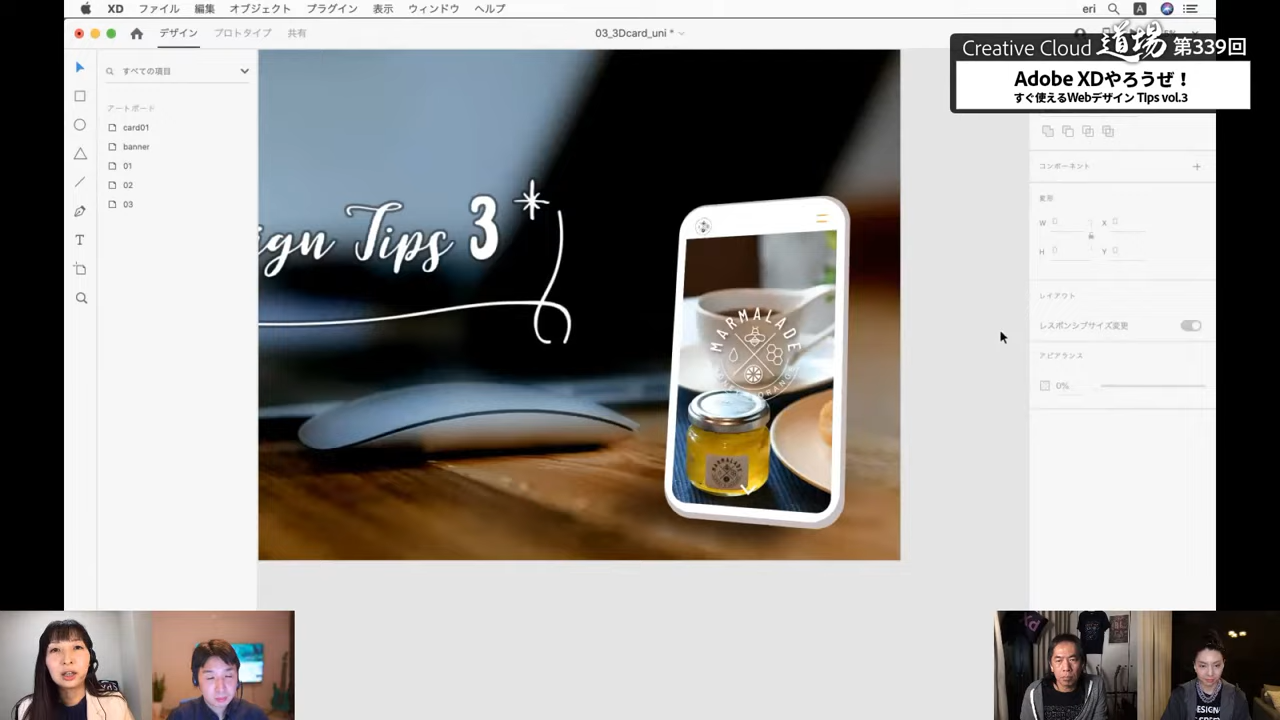 XD ファイル 編集 オブジェクト プラグイン 表示 ウィンドウ ヘルプ
eri
A
デザイン プロトタイプ 共有
03_3Dcard_uni *
Creative Cloud 道場 第339回
Adobe XDやろうぜ！
すぐ使えるWebデザイン TIps vol.3
すべての項目
アートボード
card01
banner
01
02
03
ign Tips 3
MARMALADE
MARMALADE
コンポーネント
変形
W 0 X 0
H 0 Y 0
レイアウト
レスポンシブサイズ変更
アピアランス
0%